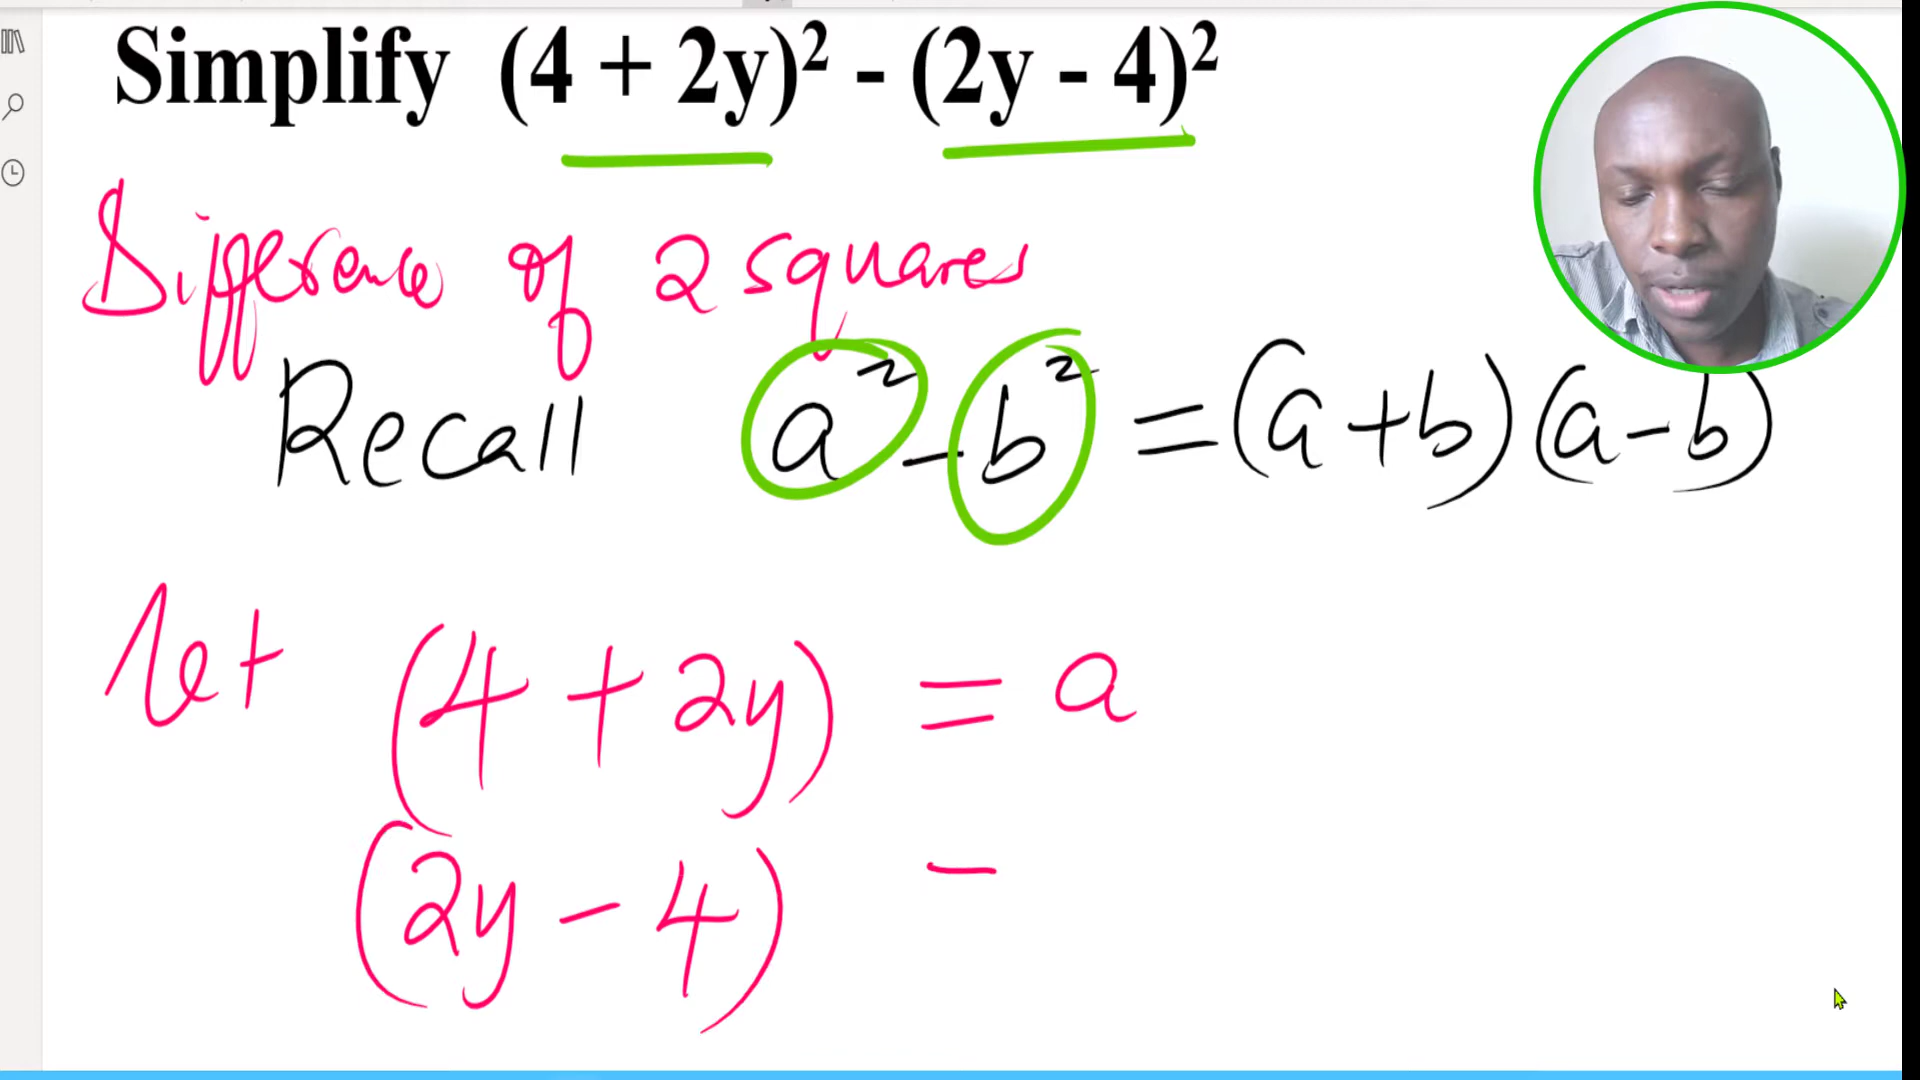 Simplify (4 + 2y)² - (2y - 4)²
Difference of 2 squares
Recall a² - b² = (a + b)(a - b)
let (4 + 2y) = a
(2y - 4) -